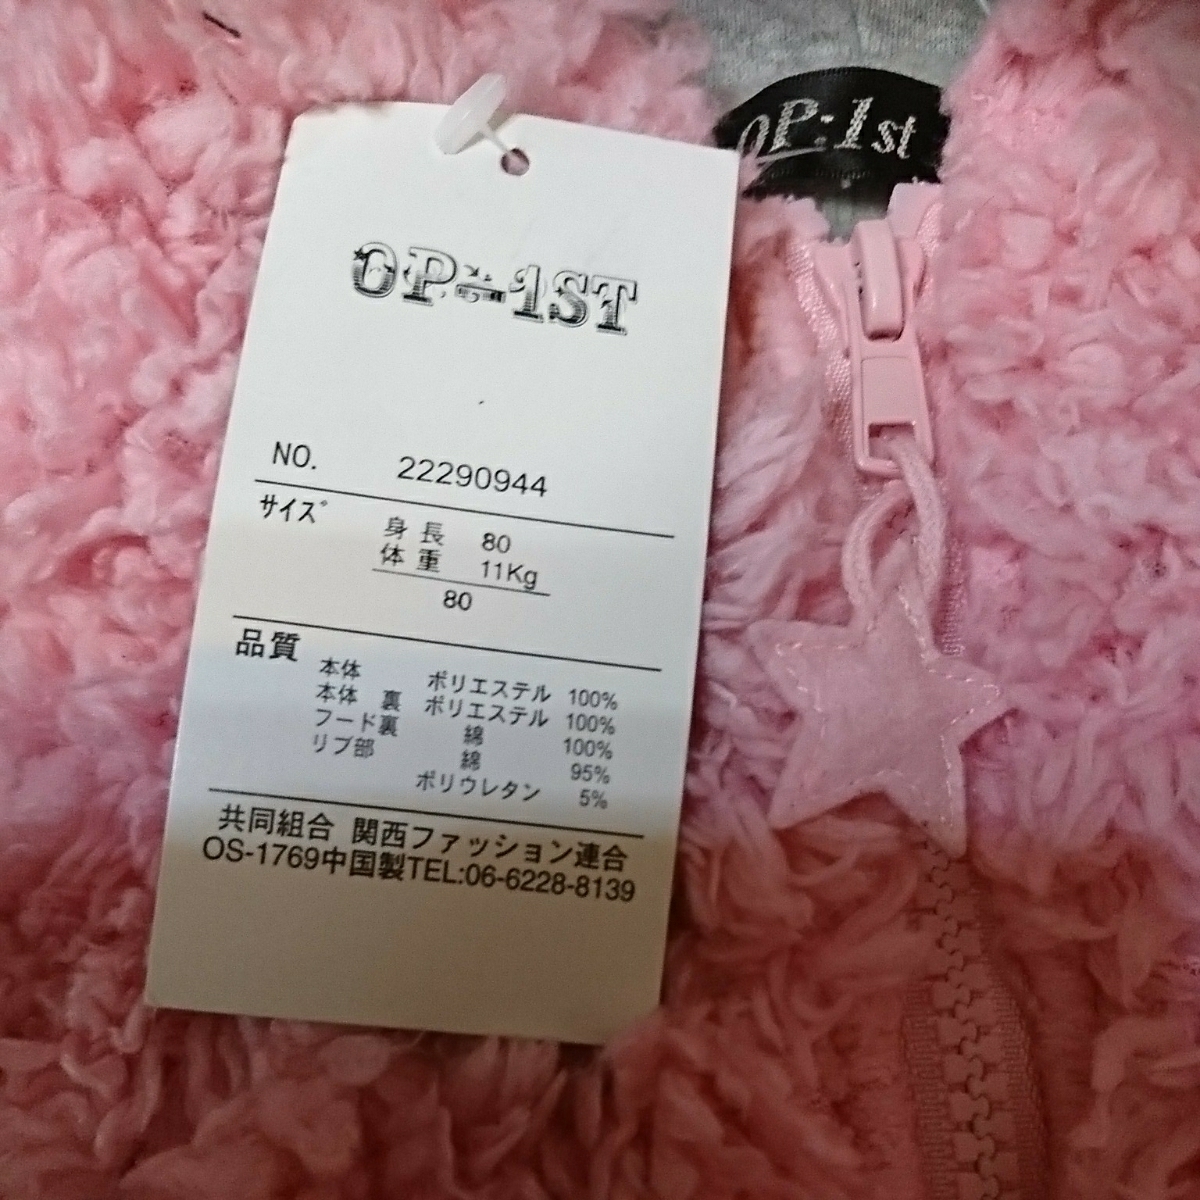 OP:1st
OP÷1ST
NO. 22290944
サイズ
身長 80
体重 11Kg
80
品質
本体 ポリエステル 100%
本体 裏 ポリエステル 100%
フード裏 綿 100%
リブ部 綿 95%
ポリウレタン 5%
共同組合 関西ファッション連合
OS-1769中国製TEL:06-6228-8139